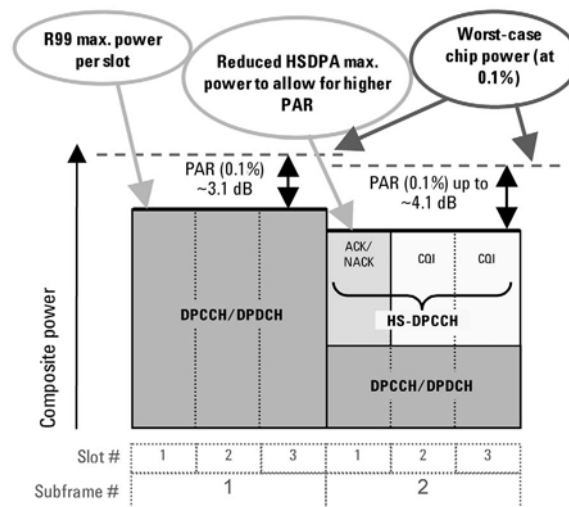 R99 max. power
per slot
Reduced HSDPA max.
power to allow for higher
PAR
Worst-case
chip power (at
0.1%)
PAR (0.1%)
~3.1 dB
PAR (0.1%) up to
~4.1 dB
ACK/
NACK
CQI
CQI
DPCCH/DPDCH
HS-DPCCH
DPCCH/DPDCH
Composite power
Slot #
1
2
3
1
2
3
Subframe #
1
2